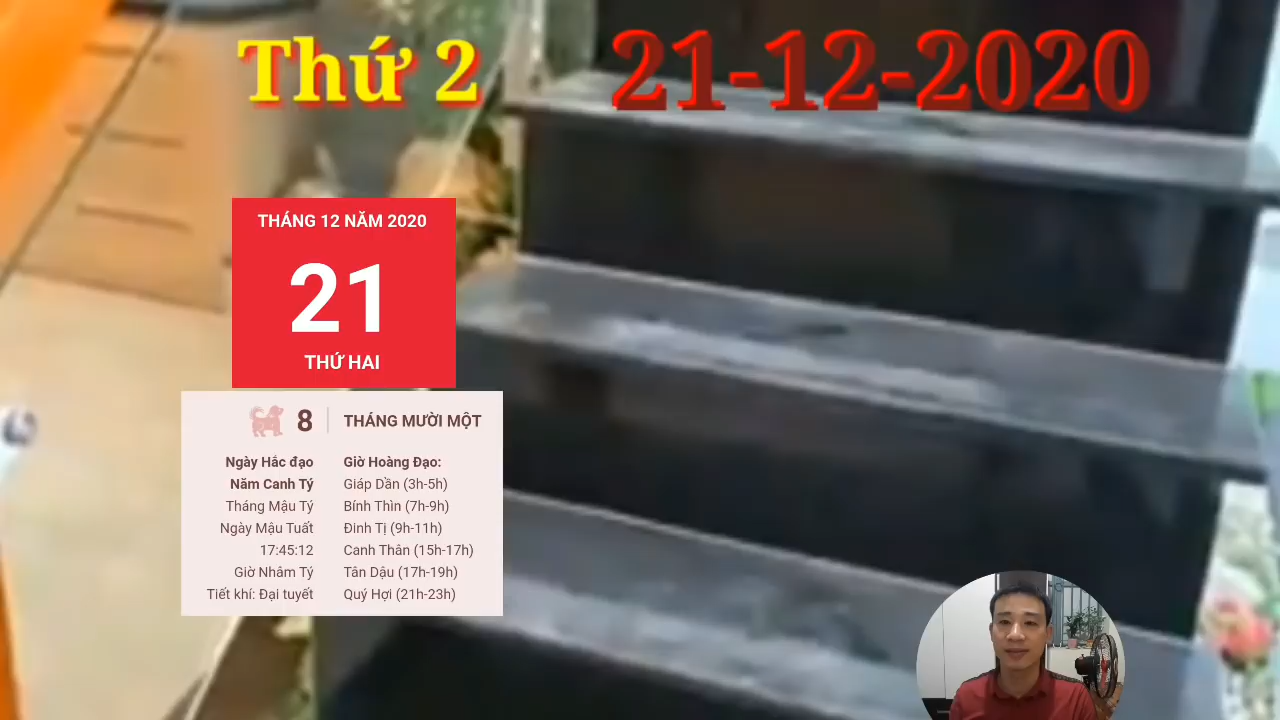 Thứ 2 21-12-2020
THÁNG 12 NĂM 2020
21
THỨ HAI
8 THÁNG MƯỜI MỘT
Ngày Hắc đạo
Năm Canh Tý
Tháng Mậu Tý
Ngày Mậu Tuất
17:45:12
Giờ Nhâm Tý
Tiết khí: Đại tuyết
Giờ Hoàng Đạo:
Giáp Dần (3h-5h)
Bính Thìn (7h-9h)
Đinh Tị (9h-11h)
Canh Thân (15h-17h)
Tân Dậu (17h-19h)
Quý Hợi (21h-23h)